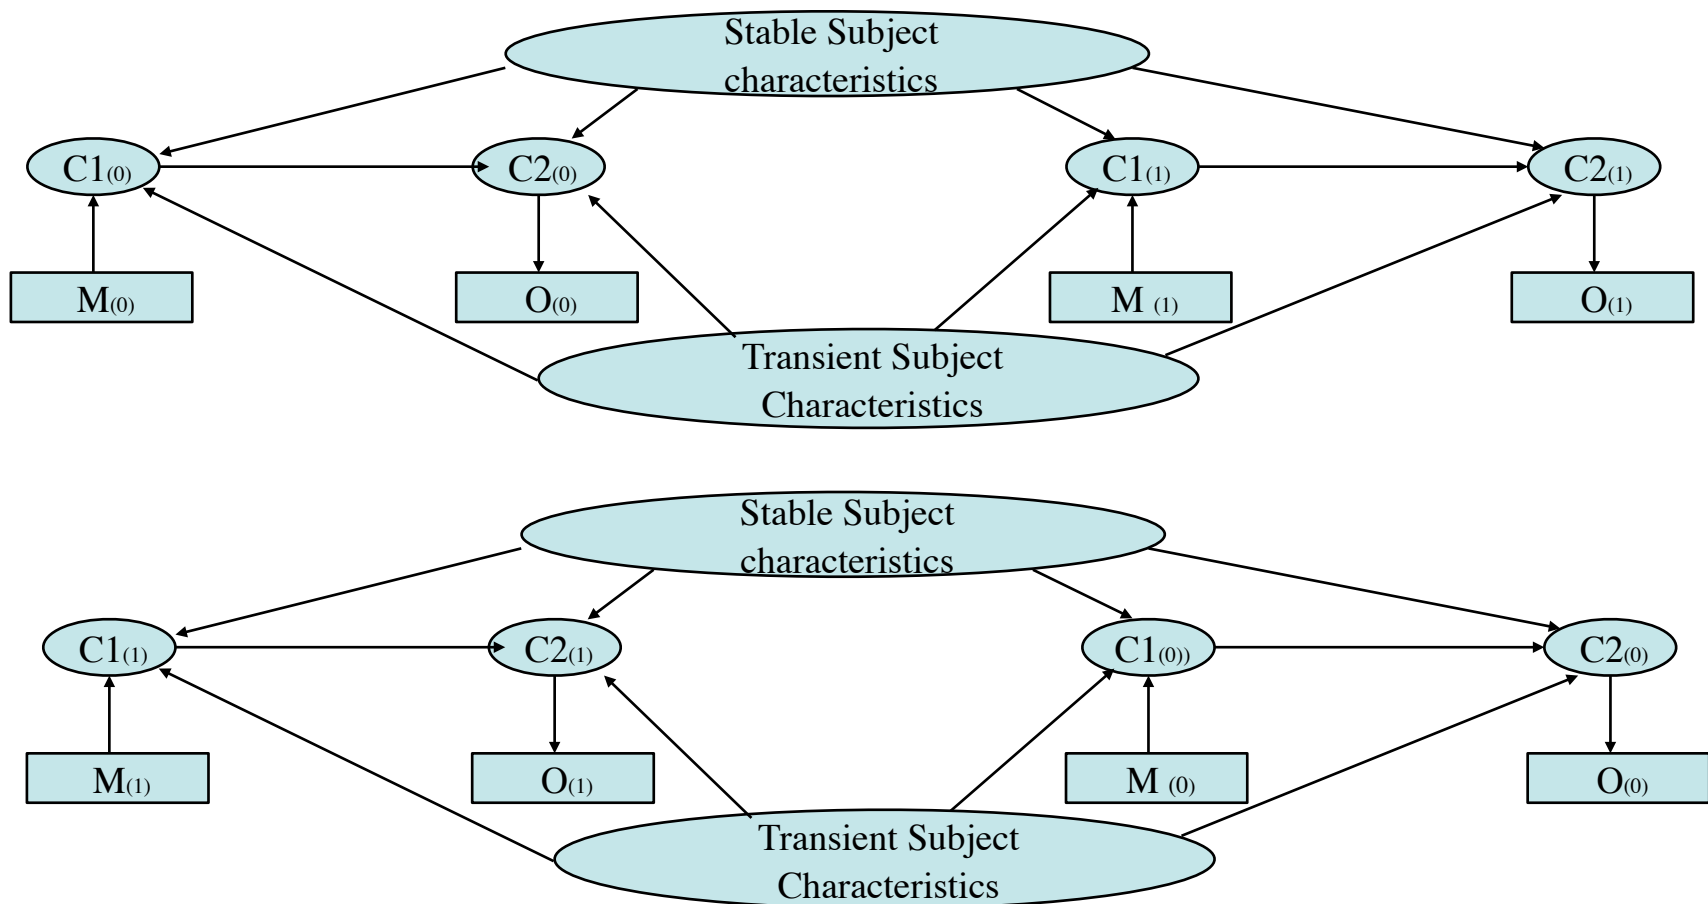 Stable Subject
characteristics
C1(0)
C2(0)
C1(1)
C2(1)
M(0)
O(0)
M (1)
O(1)
Transient Subject
Characteristics
Stable Subject
characteristics
C1(1)
C2(1)
C1(0))
C2(0)
M(1)
O(1)
M (0)
O(0)
Transient Subject
Characteristics